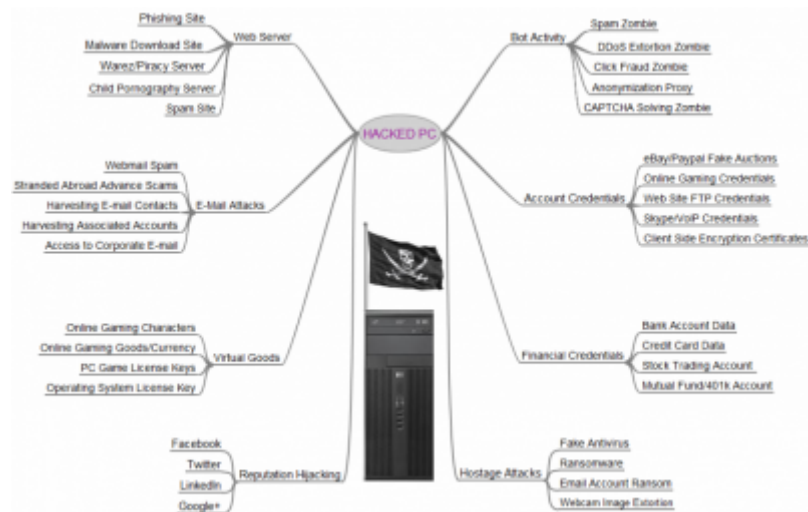 HACKED PC
Web Server
Phishing Site
Malware Download Site
Warez/Piracy Server
Child Pornography Server
Spam Site
E-Mail Attacks
Webmail Spam
Stranded Abroad Advance Scams
Harvesting E-mail Contacts
Harvesting Associated Accounts
Access to Corporate E-mail
Virtual Goods
Online Gaming Characters
Online Gaming Goods/Currency
PC Game License Keys
Operating System License Key
Reputation Hijacking
Facebook
Twitter
LinkedIn
Google+
Bot Activity
Spam Zombie
DDoS Extortion Zombie
Click Fraud Zombie
Anonymization Proxy
CAPTCHA Solving Zombie
Account Credentials
eBay/Paypal Fake Auctions
Online Gaming Credentials
Web Site FTP Credentials
Skype/VoIP Credentials
Client Side Encryption Certificates
Financial Credentials
Bank Account Data
Credit Card Data
Stock Trading Account
Mutual Fund/401k Account
Hostage Attacks
Fake Antivirus
Ransomware
Email Account Ransom
Webcam Image Extortion